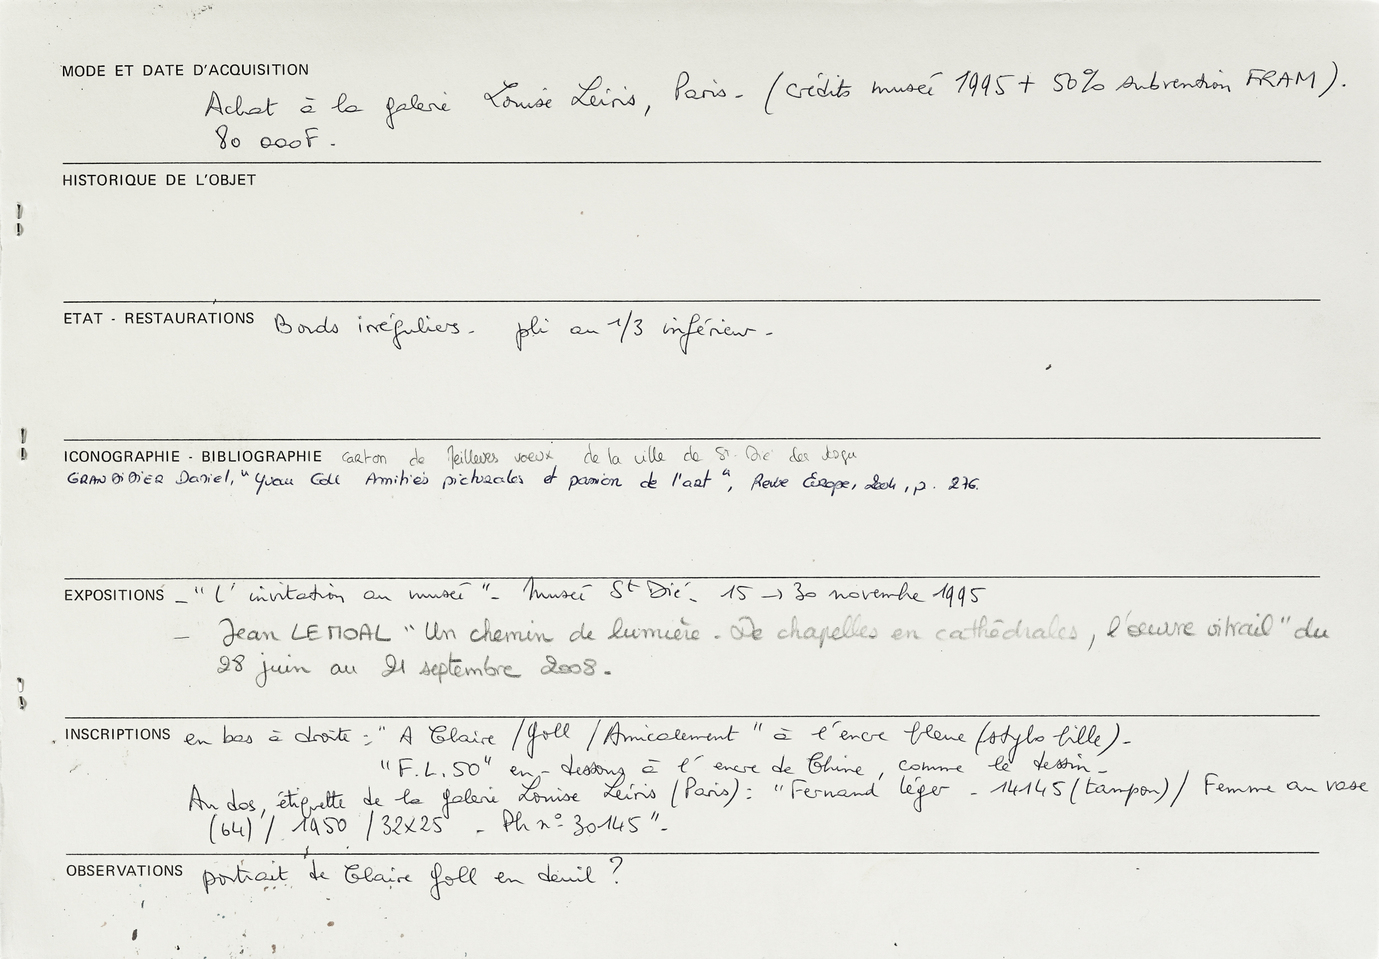 MODE ET DATE D'ACQUISITION
Achat à la galerie Louise Leiris, Paris - (crédits musée 1995 + 50% subvention FRAM).
80 000F.
HISTORIQUE DE L'OBJET
ETAT - RESTAURATIONS Bords irréguliers - pli au 1/3 inférieur -
ICONOGRAPHIE - BIBLIOGRAPHIE carton de Meilleurs voeux de la ville de St Dié des Vosges
GRANDIDIER Daniel, "Yvan Goll Amitiés picturales et passion de l'art", Revue Europe, 2004, p. 276.
EXPOSITIONS - "L'invitation au musée" - Musée St Dié - 15 → 30 novembre 1995
- Jean LE MOAL "Un chemin de lumière. De chapelles en cathédrales, l'oeuvre vitrail" du
28 juin au 21 septembre 2008.
INSCRIPTIONS en bas à droite : "A Claire / Goll / Amicalement" à l'encre bleue (stylo bille) -
"F.L.50" en-dessous à l'encre de Chine, comme le dessin -
Au dos, étiquette de la galerie Louise Leiris (Paris) : "Fernand Léger - 14145 (tampon) / Femme au vase
(64) / 1950 / 32x25 - Ph n° 30145" -
OBSERVATIONS portrait de Claire Goll en deuil ?